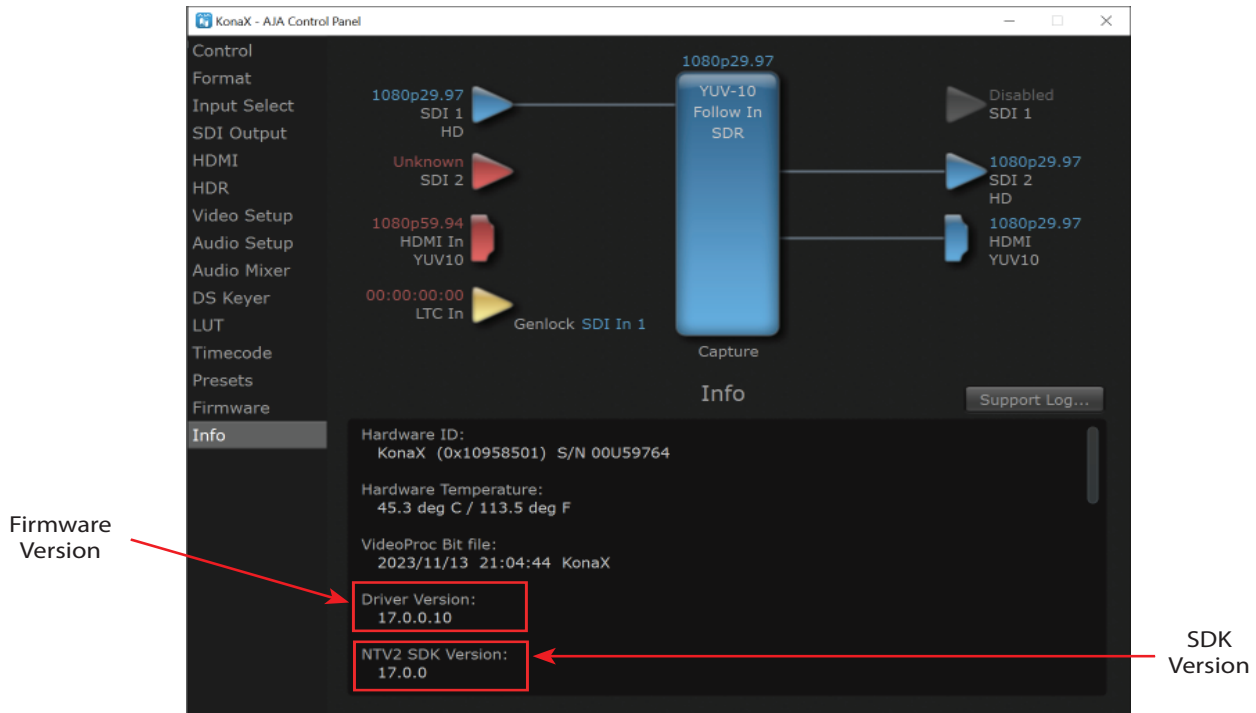 KonaX - AJA Control Panel
Control
Format
Input Select
SDI Output
HDMI
HDR
Video Setup
Audio Setup
Audio Mixer
DS Keyer
LUT
Timecode
Presets
Firmware
Info
1080p29.97
SDI 1
HD
Unknown
SDI 2
1080p59.94
HDMI In
YUV10
00:00:00:00
LTC In
Genlock SDI In 1
1080p29.97
YUV-10
Follow In
SDR
Capture
Disabled
SDI 1
1080p29.97
SDI 2
HD
1080p29.97
HDMI
YUV10
Info
Support Log...
Hardware ID:
KonaX (0x10958501) S/N 00U59764
Hardware Temperature:
45.3 deg C / 113.5 deg F
VideoProc Bit file:
2023/11/13 21:04:44 KonaX
Driver Version:
17.0.0.10
NTV2 SDK Version:
17.0.0
Firmware
Version
SDK
Version